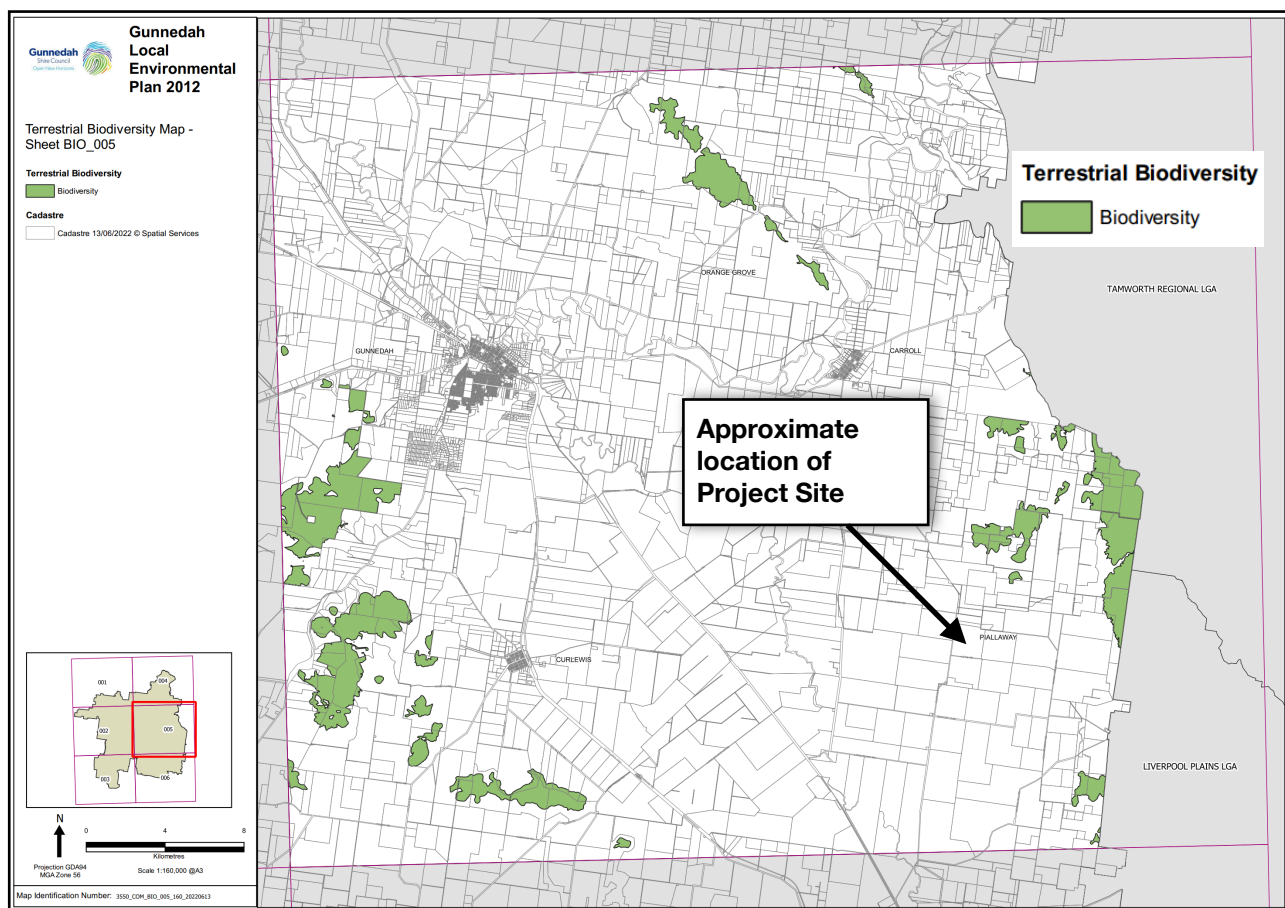 Gunnedah
Shire Council
Open New Horizons
Gunnedah
Local
Environmental
Plan 2012
Terrestrial Biodiversity Map -
Sheet BIO_005
Terrestrial Biodiversity
Biodiversity
Cadastre
Cadastre 13/06/2022 © Spatial Services
Terrestrial Biodiversity
Biodiversity
TAMWORTH REGIONAL LGA
ORANGE GROVE
GUNNEDAH
CARROLL
Approximate
location of
Project Site
PIALLAWAY
CURLEWIS
LIVERPOOL PLAINS LGA
001
004
002
005
003
006
N
0 4 8
Kilometres
Projection GDA94
MGA Zone 56
Scale 1:160,000 @A3
Map Identification Number: 3550_COM_BIO_005_160_20220613